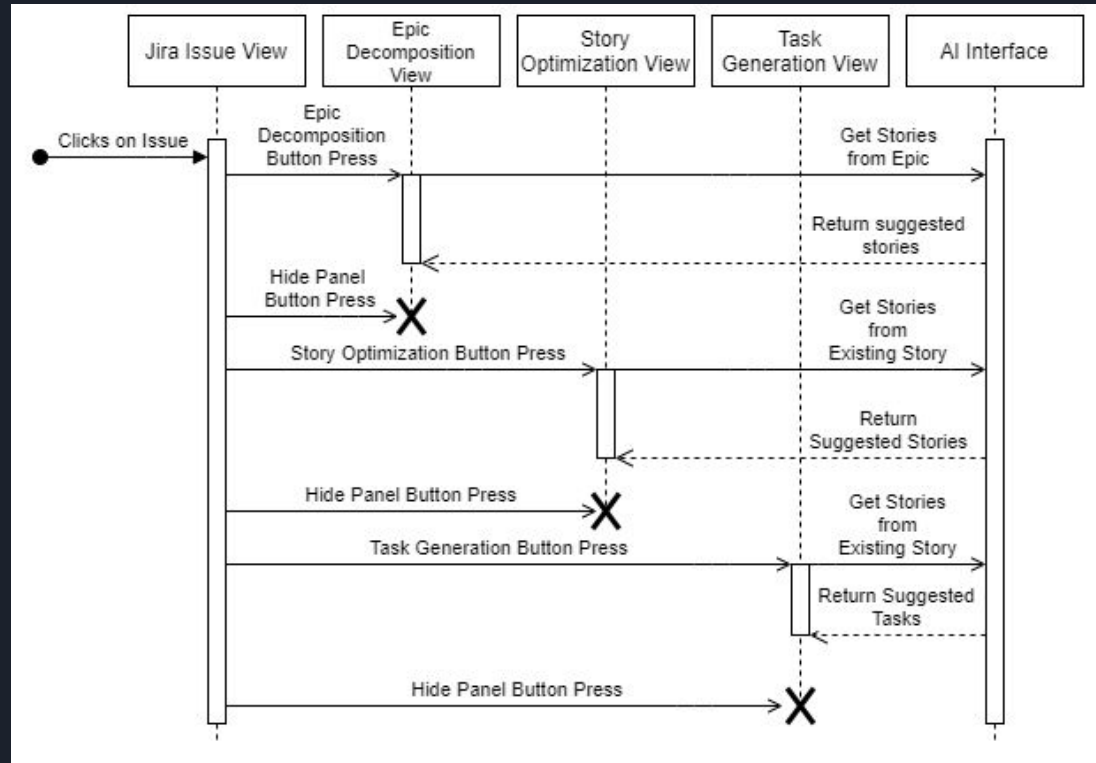 Jira Issue View
Epic
Decomposition
View
Story
Optimization View
Task
Generation View
AI Interface
Clicks on Issue
Epic
Decomposition
Button Press
Get Stories
from Epic
Return suggested
stories
Hide Panel
Button Press
Get Stories
from
Existing Story
Story Optimization Button Press
Return
Suggested Stories
Hide Panel Button Press
Get Stories
from
Existing Story
Task Generation Button Press
Return Suggested
Tasks
Hide Panel Button Press